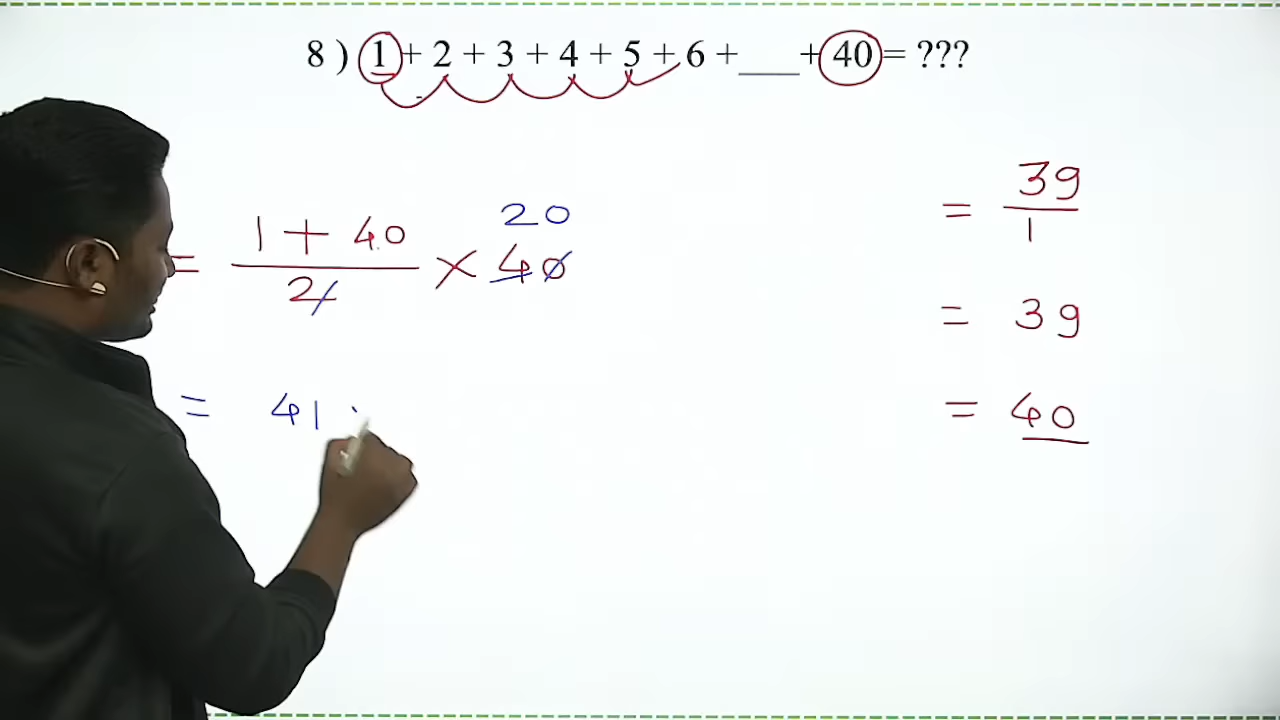 8 ) 1 + 2 + 3 + 4 + 5 + 6 + ___ + 40 = ???
= 1 + 40 / 2 × 40 20
= 41
= 39 / 1
= 39
= 40